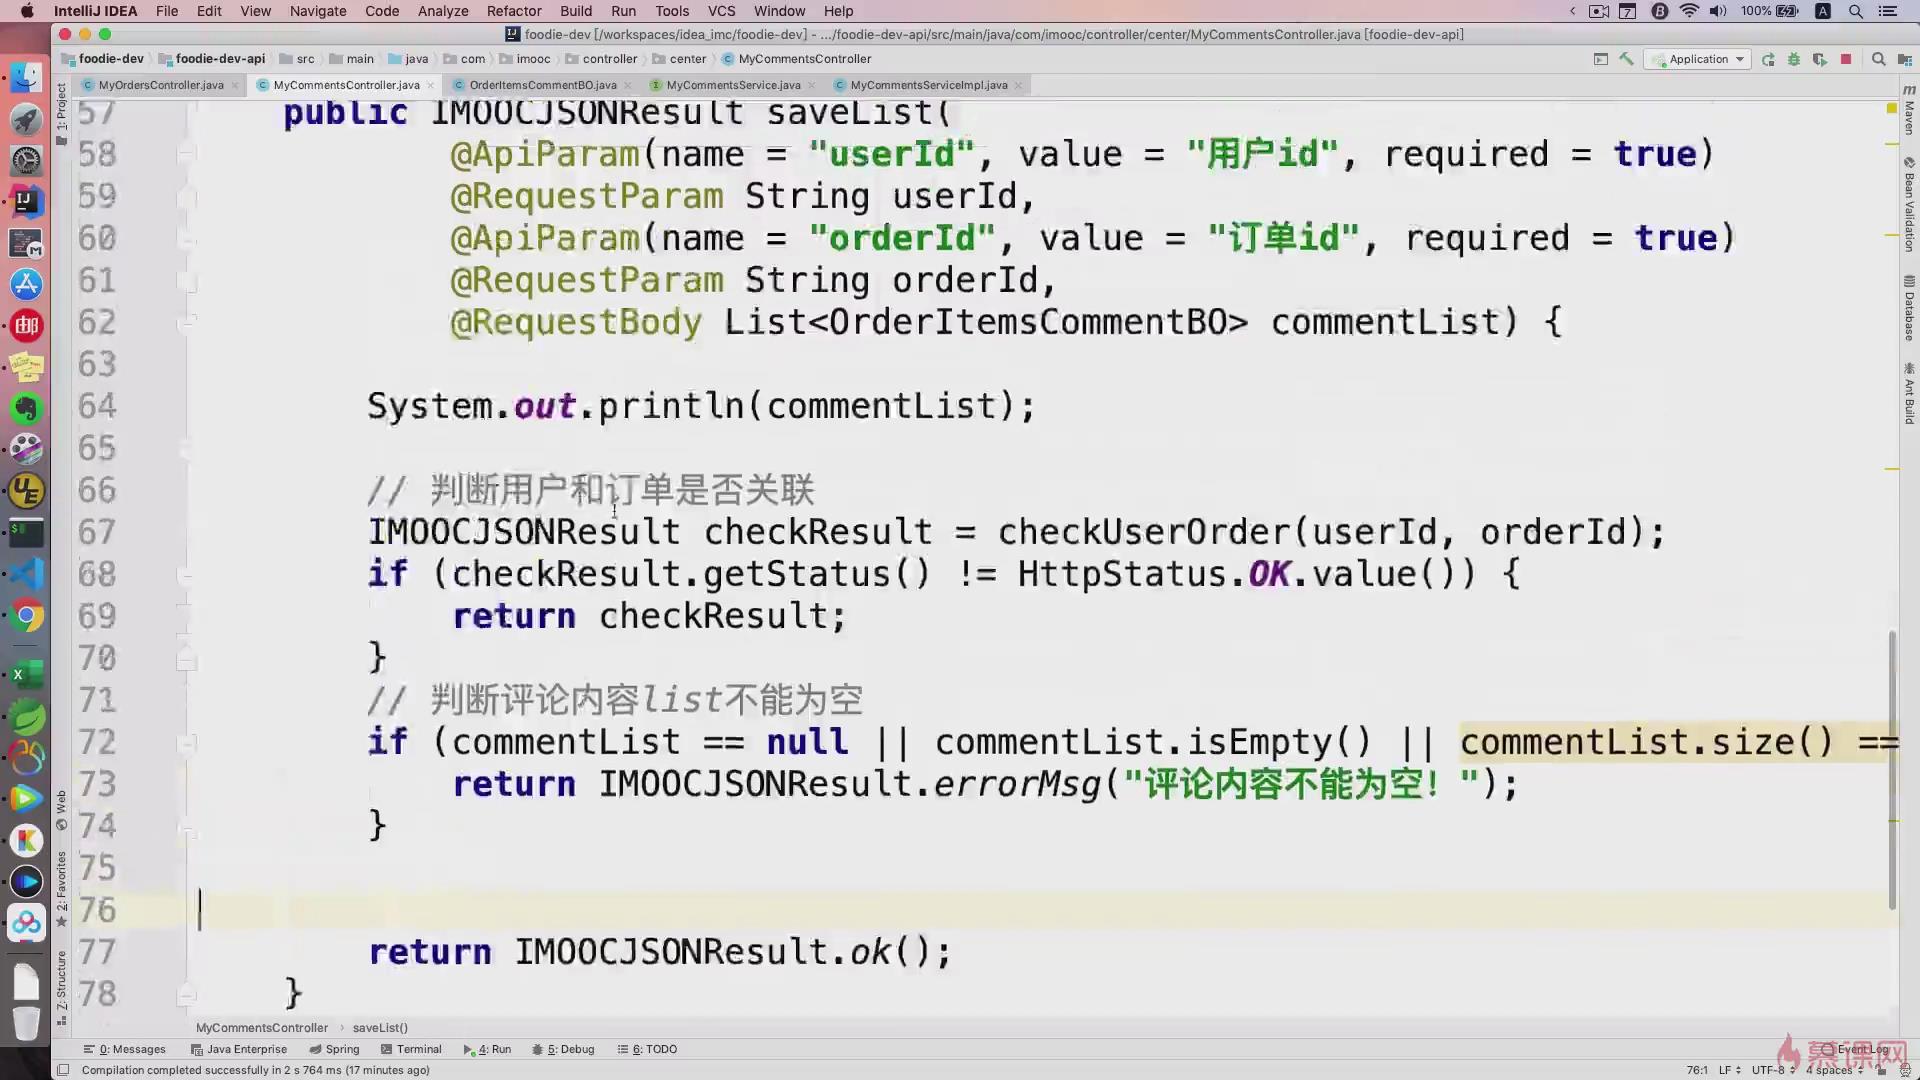 IntelliJ IDEA File Edit View Navigate Code Analyze Refactor Build Run Tools VCS Window Help 100%
foodie-dev [/workspaces/idea_imc/foodie-dev] - .../foodie-dev-api/src/main/java/com/imooc/controller/center/MyCommentsController.java [foodie-dev-api]
foodie-dev foodie-dev-api src main java com imooc controller center MyCommentsController Application
MyOrdersController.java MyCommentsController.java OrderItemsCommentBO.java MyCommentsService.java MyCommentsServiceImpl.java
57 public IMOOCJSONResult saveList(
58 @ApiParam(name = "userId", value = "用户id", required = true)
59 @RequestParam String userId,
60 @ApiParam(name = "orderId", value = "订单id", required = true)
61 @RequestParam String orderId,
62 @RequestBody List<OrderItemsCommentBO> commentList) {
63
64 System.out.println(commentList);
65
66 // 判断用户和订单是否关联
67 IMOOCJSONResult checkResult = checkUserOrder(userId, orderId);
68 if (checkResult.getStatus() != HttpStatus.OK.value()) {
69 return checkResult;
70 }
71 // 判断评论内容list不能为空
72 if (commentList == null || commentList.isEmpty() || commentList.size() ==
73 return IMOOCJSONResult.errorMsg("评论内容不能为空！");
74 }
75
76
77 return IMOOCJSONResult.ok();
78 }
MyCommentsController › saveList()
0: Messages Java Enterprise Spring Terminal 4: Run 5: Debug 6: TODO Event Log
Compilation completed successfully in 2 s 764 ms (17 minutes ago) 76:1 LF UTF-8 4 spaces
1: Project
Web
2: Favorites
Z: Structure
Maven
Bean Validation
Database
Ant Build
慕课网